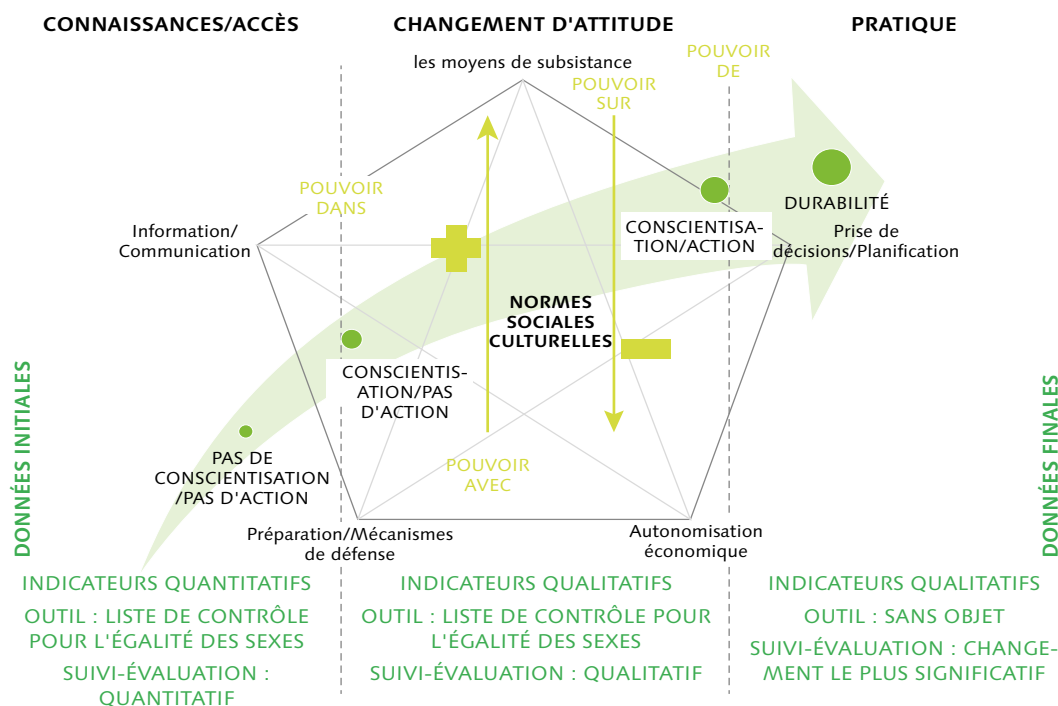 CONNAISSANCES/ACCÈS
CHANGEMENT D'ATTITUDE
PRATIQUE
les moyens de subsistance
POUVOIR
DE
POUVOIR
SUR
POUVOIR
DANS
DURABILITÉ
Information/
Communication
CONSCIENTISA-
TION/ACTION
Prise de
décisions/Planification
NORMES
SOCIALES
CULTURELLES
CONSCIENTIS-
ATION/PAS
D'ACTION
DONNÉES INITIALES
DONNÉES FINALES
PAS DE
CONSCIENTISATION
/PAS D'ACTION
POUVOIR
AVEC
Préparation/Mécanismes
de défense
Autonomisation
économique
INDICATEURS QUANTITATIFS
OUTIL : LISTE DE CONTRÔLE
POUR L'ÉGALITÉ DES SEXES
SUIVI-ÉVALUATION :
QUANTITATIF
INDICATEURS QUALITATIFS
OUTIL : LISTE DE CONTRÔLE POUR
L'ÉGALITÉ DES SEXES
SUIVI-ÉVALUATION : QUALITATIF
INDICATEURS QUALITATIFS
OUTIL : SANS OBJET
SUIVI-ÉVALUATION : CHANGE-
MENT LE PLUS SIGNIFICATIF